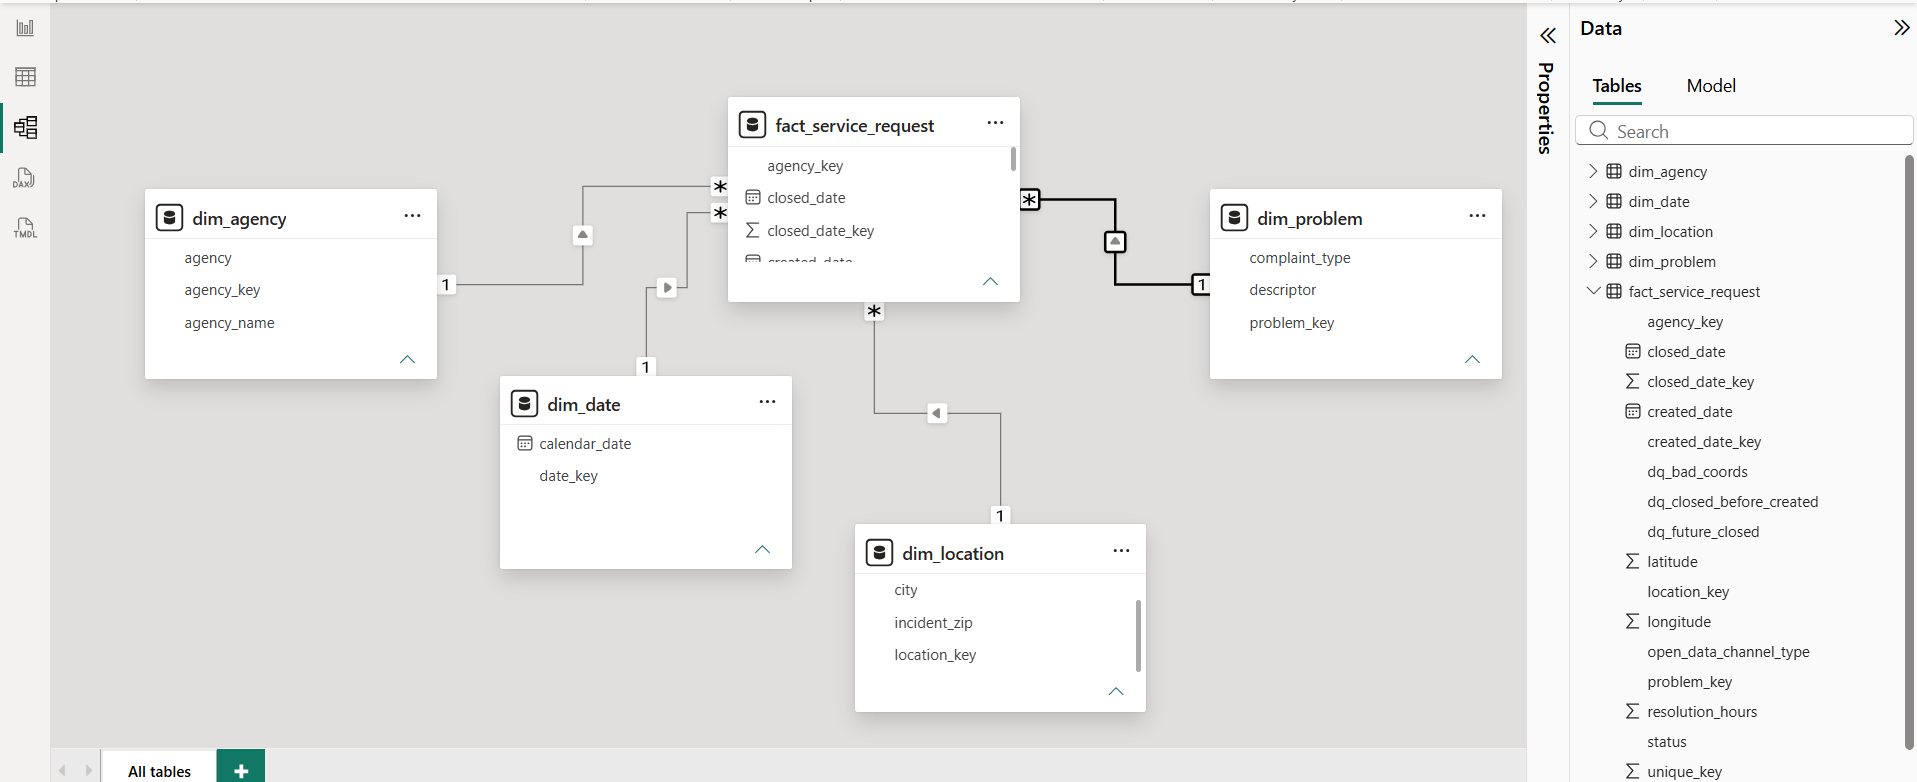 DAX
TMDL
fact_service_request
agency_key
closed_date
closed_date_key
created_date
dim_agency
agency
agency_key
agency_name
dim_problem
complaint_type
descriptor
problem_key
dim_date
calendar_date
date_key
dim_location
city
incident_zip
location_key
*
*
*
*
1
1
1
1
All tables
+
Properties
Data
Tables Model
Search
dim_agency
dim_date
dim_location
dim_problem
fact_service_request
agency_key
closed_date
closed_date_key
created_date
created_date_key
dq_bad_coords
dq_closed_before_created
dq_future_closed
latitude
location_key
longitude
open_data_channel_type
problem_key
resolution_hours
status
unique_key